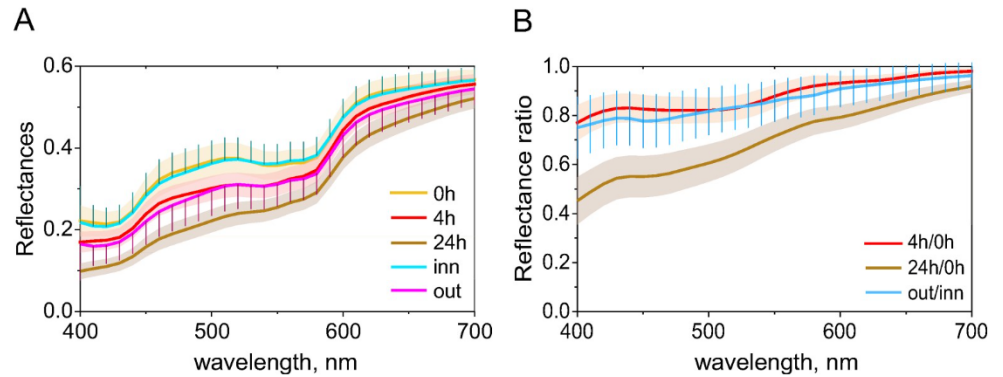 A
Reflectances
0.6
0.4
0.2
0.0
400
500
600
700
wavelength, nm
0h
4h
24h
inn
out
B
Reflectance ratio
1.0
0.8
0.6
0.4
0.2
0.0
400
500
600
700
wavelength, nm
4h/0h
24h/0h
out/inn